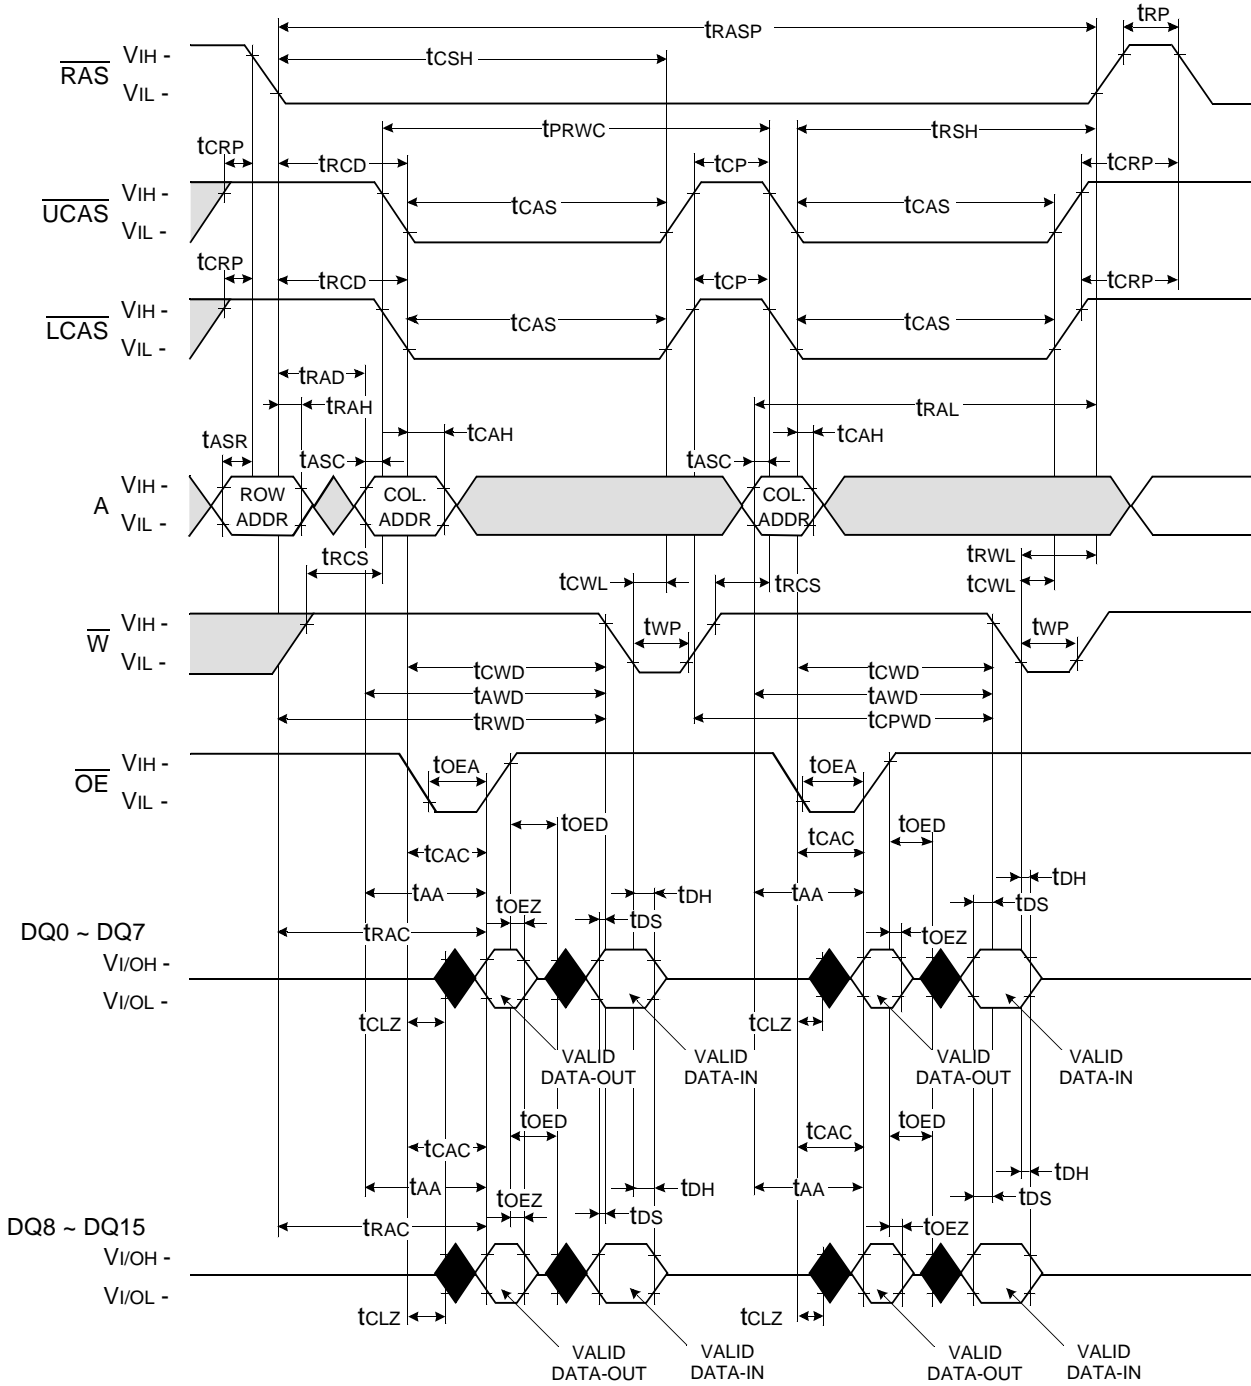 tRASP tRP
tCSH
RAS VIH -
VIL -
tPRWC tRSH
tCRP tRCD tCP tCRP
UCAS VIH -
VIL -
tCAS tCAS
tCRP tRCD tCP tCRP
LCAS VIH -
VIL -
tCAS tCAS
tRAD
tRAH tRAL
tASR tCAH tCAH
tASC tASC
A VIH -
VIL -
ROW ADDR
COL. ADDR
COL. ADDR
tRCS tRWL
tCWL tRCS tCWL
W VIH -
VIL -
tWP tWP
tCWD tCWD
tAWD tAWD
tRWD tCPWD
OE VIH -
VIL -
tOEA tOEA
tOED tOED
tCAC tCAC
tAA tDH tAA tDH
tOEZ tDS tDS
tRAC tOEZ
DQ0 ~ DQ7
VI/OH -
VI/OL -
tCLZ tCLZ
VALID DATA-OUT
VALID DATA-IN
VALID DATA-OUT
VALID DATA-IN
tOED tOED
tCAC tCAC
tAA tDH tAA tDH
tOEZ tDS tDS
tRAC tOEZ
DQ8 ~ DQ15
VI/OH -
VI/OL -
tCLZ tCLZ
VALID DATA-OUT
VALID DATA-IN
VALID DATA-OUT
VALID DATA-IN